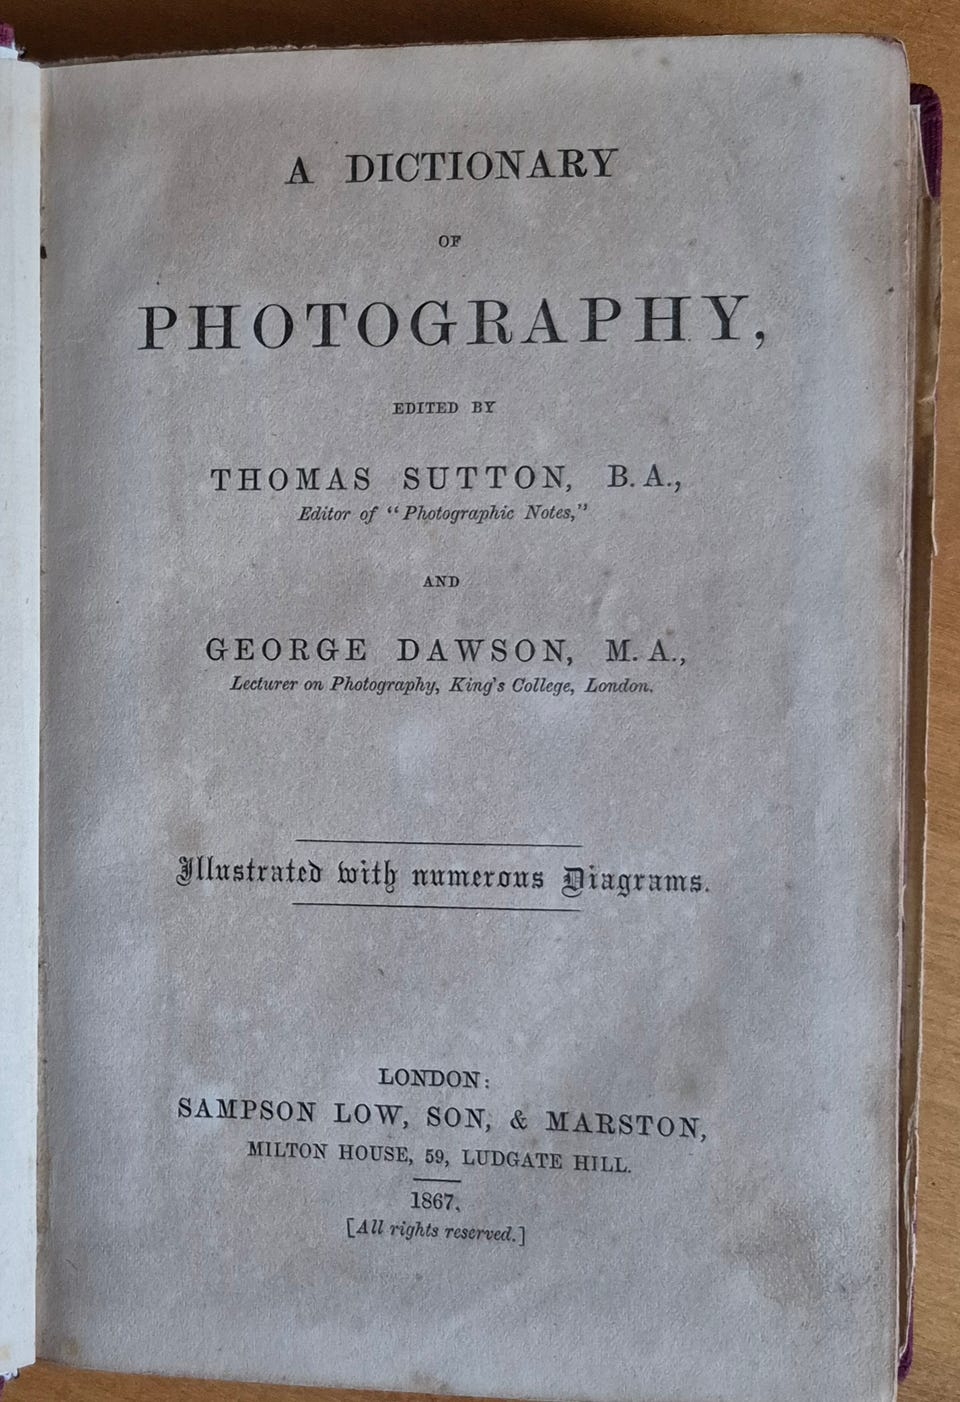 A DICTIONARY
OF
PHOTOGRAPHY,
EDITED BY
THOMAS SUTTON, B.A.,
Editor of "Photographic Notes,"
AND
GEORGE DAWSON, M.A.,
Lecturer on Photography, King's College, London.
Illustrated with numerous Diagrams.
LONDON:
SAMPSON LOW, SON, & MARSTON,
MILTON HOUSE, 59, LUDGATE HILL.
1867.
[All rights reserved.]